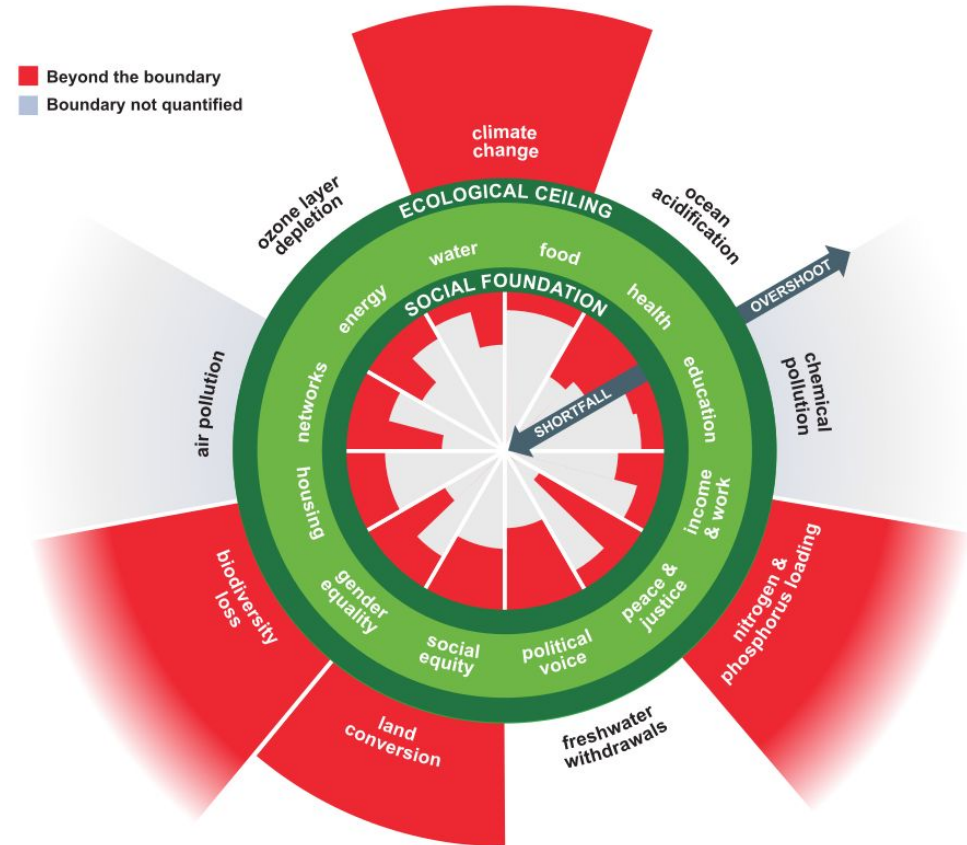 Beyond the boundary
Boundary not quantified
climate
change
ozone layer
depletion
ocean
acidification
ECOLOGICAL CEILING
OVERSHOOT
water
food
energy
health
SOCIAL FOUNDATION
SHORTFALL
air pollution
networks
education
chemical
pollution
housing
income
& work
gender
equality
peace &
justice
social
equity
political
voice
biodiversity
loss
nitrogen &
phosphorus loading
land
conversion
freshwater
withdrawals